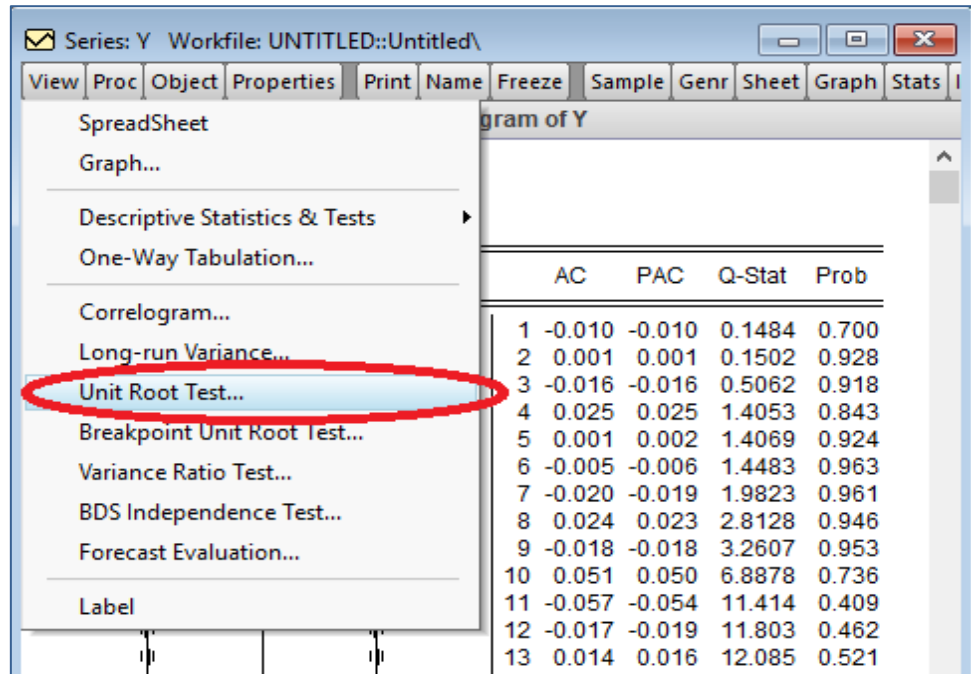 Series: Y Workfile: UNTITLED::Untitled\
View Proc Object Properties Print Name Freeze Sample Genr Sheet Graph Stats
gram of Y
SpreadSheet
Graph...
Descriptive Statistics & Tests
One-Way Tabulation...
Correlogram...
Long-run Variance...
Unit Root Test...
Breakpoint Unit Root Test...
Variance Ratio Test...
BDS Independence Test...
Forecast Evaluation...
Label
AC PAC Q-Stat Prob
1 -0.010 -0.010 0.1484 0.700
2 0.001 0.001 0.1502 0.928
3 -0.016 -0.016 0.5062 0.918
4 0.025 0.025 1.4053 0.843
5 0.001 0.002 1.4069 0.924
6 -0.005 -0.006 1.4483 0.963
7 -0.020 -0.019 1.9823 0.961
8 0.024 0.023 2.8128 0.946
9 -0.018 -0.018 3.2607 0.953
10 0.051 0.050 6.8878 0.736
11 -0.057 -0.054 11.414 0.409
12 -0.017 -0.019 11.803 0.462
13 0.014 0.016 12.085 0.521